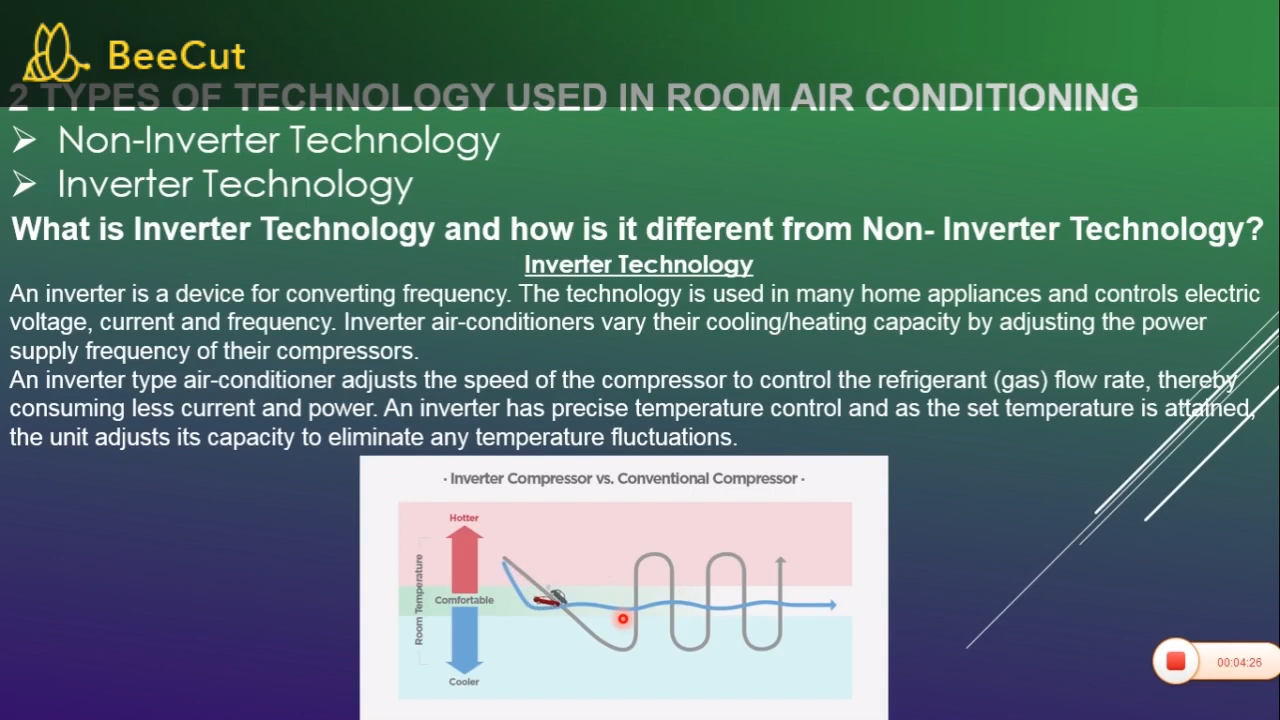 BeeCut
2 TYPES OF TECHNOLOGY USED IN ROOM AIR CONDITIONING
➢ Non-Inverter Technology
➢ Inverter Technology
What is Inverter Technology and how is it different from Non- Inverter Technology?
Inverter Technology
An inverter is a device for converting frequency. The technology is used in many home appliances and controls electric
voltage, current and frequency. Inverter air-conditioners vary their cooling/heating capacity by adjusting the power
supply frequency of their compressors.
An inverter type air-conditioner adjusts the speed of the compressor to control the refrigerant (gas) flow rate, thereby
consuming less current and power. An inverter has precise temperature control and as the set temperature is attained,
the unit adjusts its capacity to eliminate any temperature fluctuations.
· Inverter Compressor vs. Conventional Compressor ·
Hotter
Room Temperature
Comfortable
Cooler
00:04:26